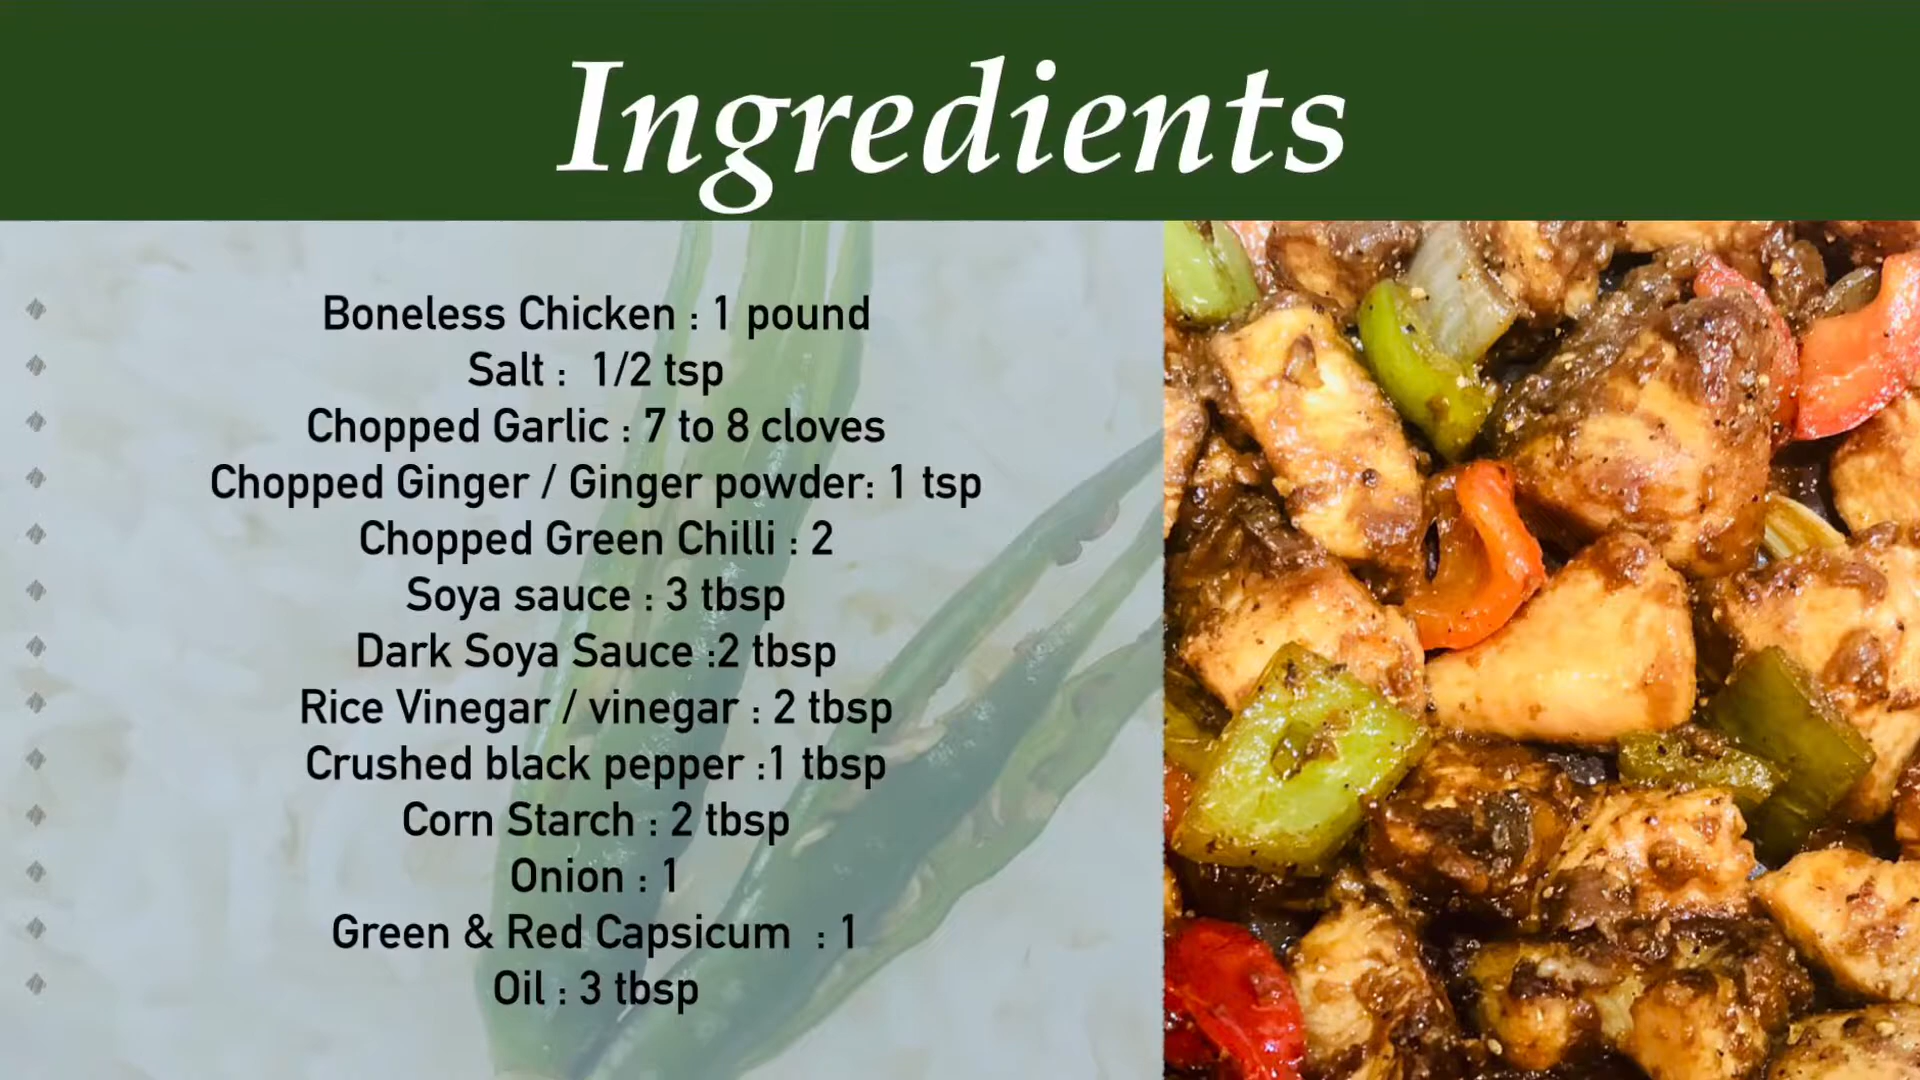 Ingredients
Boneless Chicken : 1 pound
Salt :  1/2 tsp
Chopped Garlic : 7 to 8 cloves
Chopped Ginger / Ginger powder: 1 tsp
Chopped Green Chilli : 2
Soya sauce : 3 tbsp
Dark Soya Sauce :2 tbsp
Rice Vinegar / vinegar : 2 tbsp
Crushed black pepper :1 tbsp
Corn Starch : 2 tbsp
Onion : 1
Green & Red Capsicum  : 1
Oil : 3 tbsp